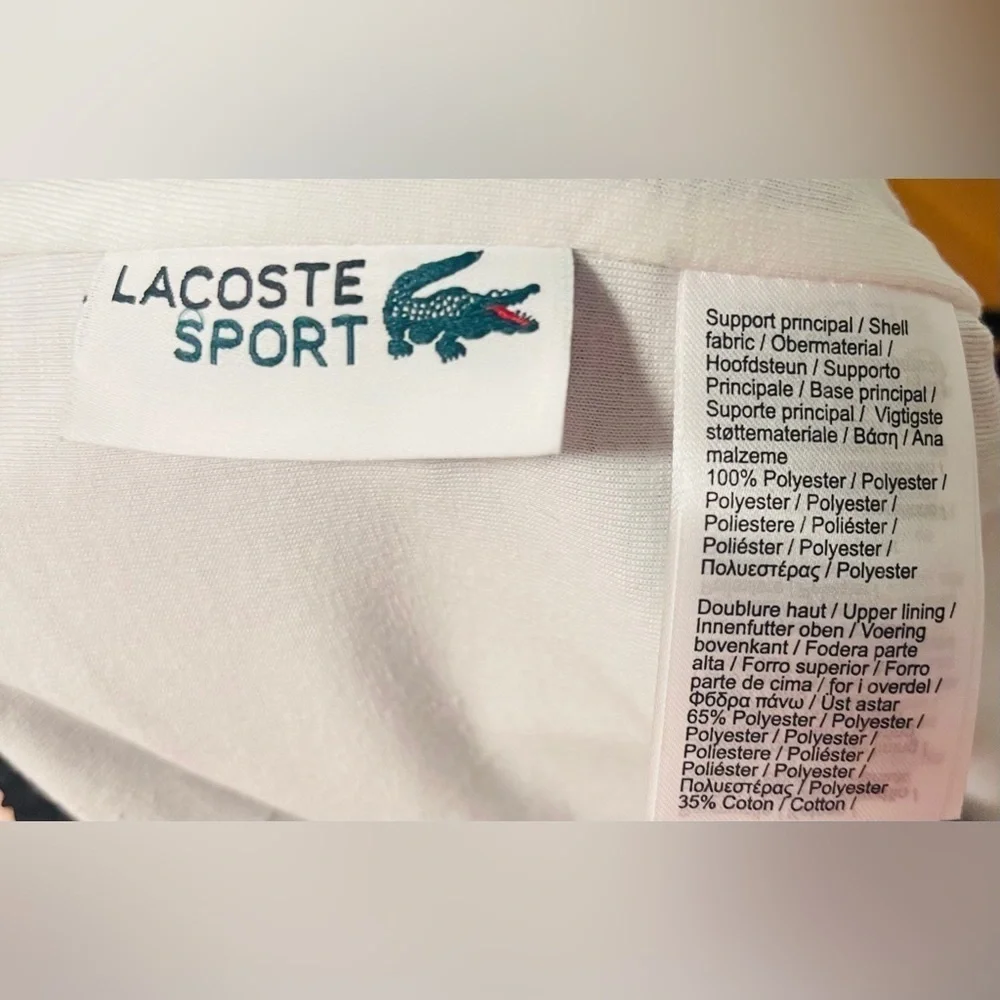 LACOSTE
SPORT
Support principal / Shell
fabric / Obermaterial /
Hoofdsteun / Supporto
Principale / Base principal /
Suporte principal / Vigtigste
støttemateriale / Βάση / Ana
malzeme
100% Polyester / Polyester /
Polyester / Polyester /
Poliestere / Poliéster /
Poliéster / Polyester /
Πολυεστέρας / Polyester
Doublure haut / Upper lining /
Innenfutter oben / Voering
bovenkant / Fodera parte
alta / Forro superior / Forro
parte de cima / for i overdel /
Φδδρα πάνω / Üst astar
65% Polyester / Polyester /
Polyester / Polyester /
Poliestere / Poliéster /
Poliéster / Polyester /
Πολυεστέρας / Polyester
35% Coton / Cotton /